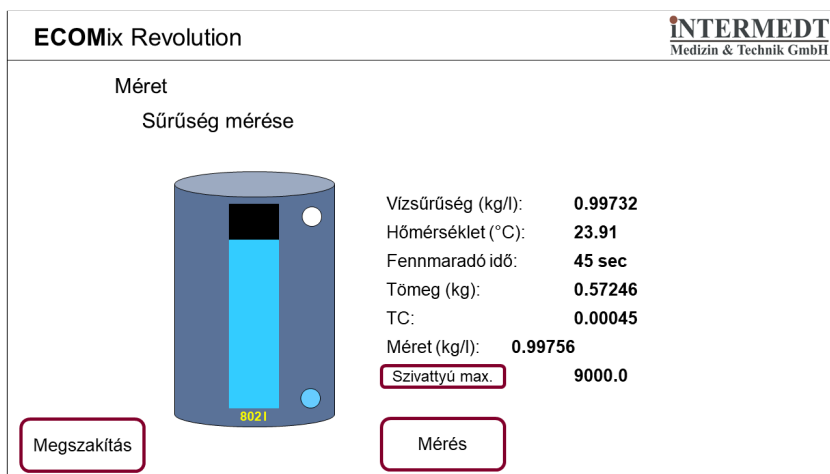 ECOMix Revolution
iNTERMEDT
Medizin & Technik GmbH
Méret
Sűrűség mérése
Vízsűrűség (kg/l): 0.99732
Hőmérséklet (°C): 23.91
Fennmaradó idő: 45 sec
Tömeg (kg): 0.57246
TC: 0.00045
Méret (kg/l): 0.99756
Szivattyú max. 9000.0
802 l
Megszakítás
Mérés